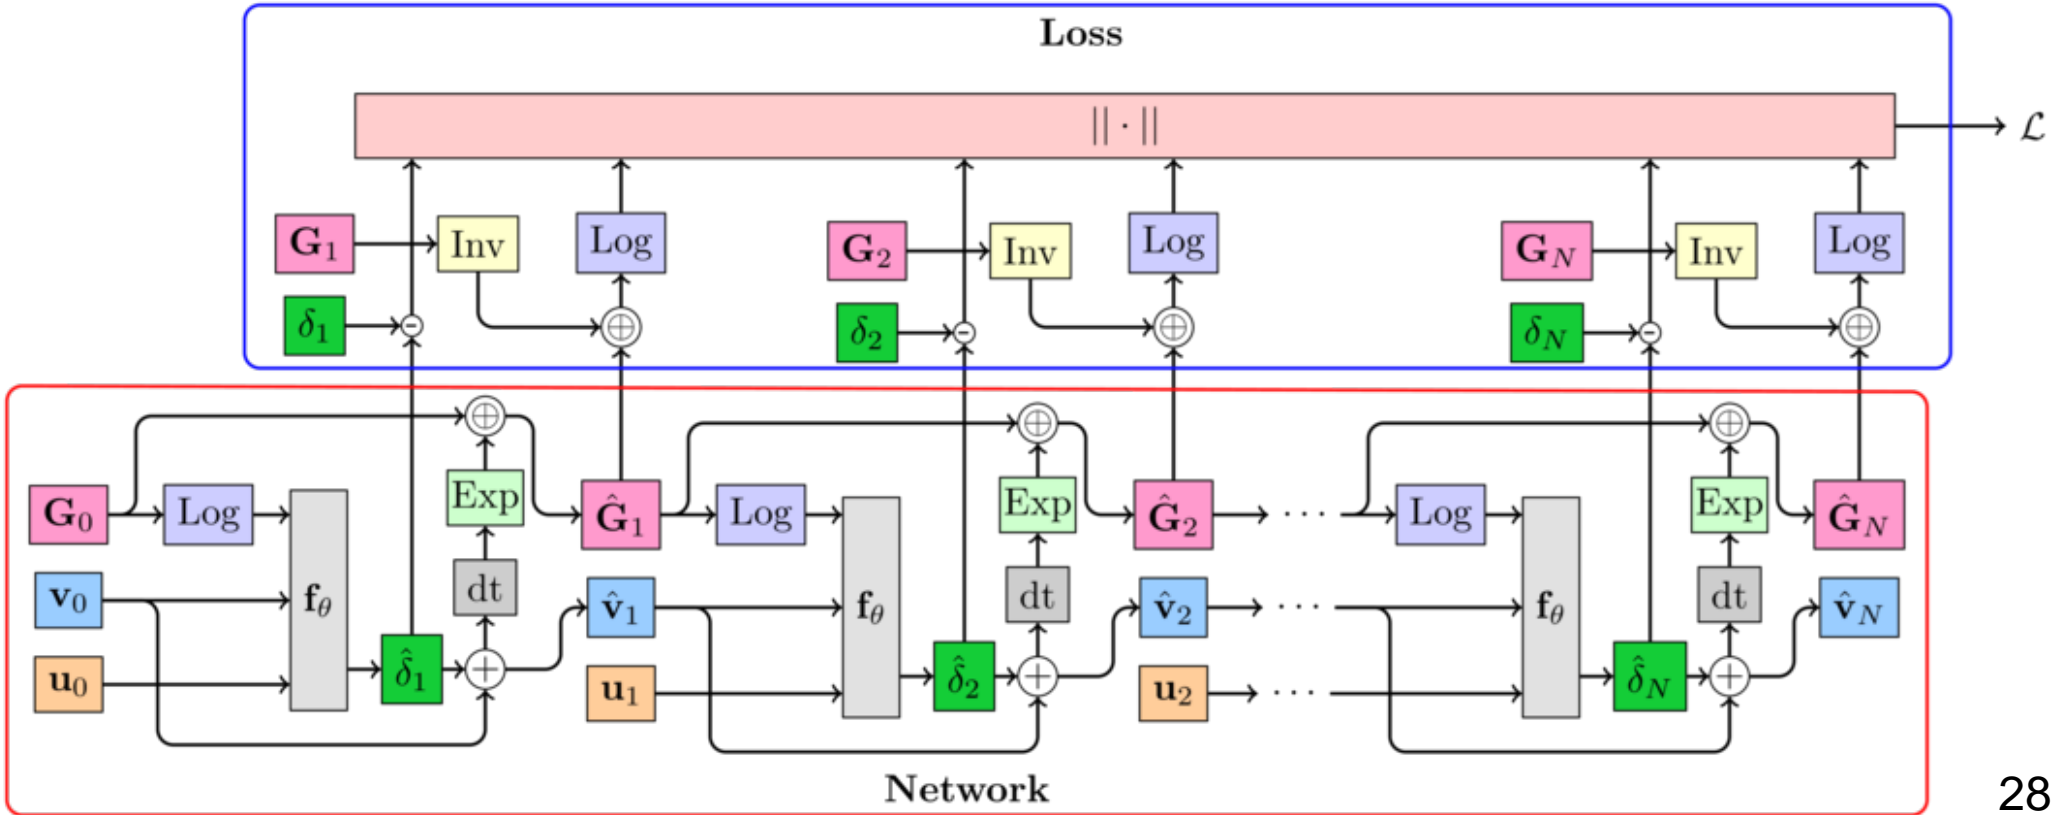 Loss
|| · ||
ℒ
G₁ Inv Log G₂ Inv Log G_N Inv Log
δ₁ - ⊕ δ₂ - ⊕ δ_N - ⊕
⊕ ⊕ ⊕
G₀ Log Exp Ĝ₁ Log Exp Ĝ₂ · · · Log Exp Ĝ_N
v₀ f_θ dt v̂₁ f_θ dt v̂₂ · · · f_θ dt v̂_N
u₀ δ̂₁ + u₁ δ̂₂ + u₂ · · · δ̂_N +
Network
28